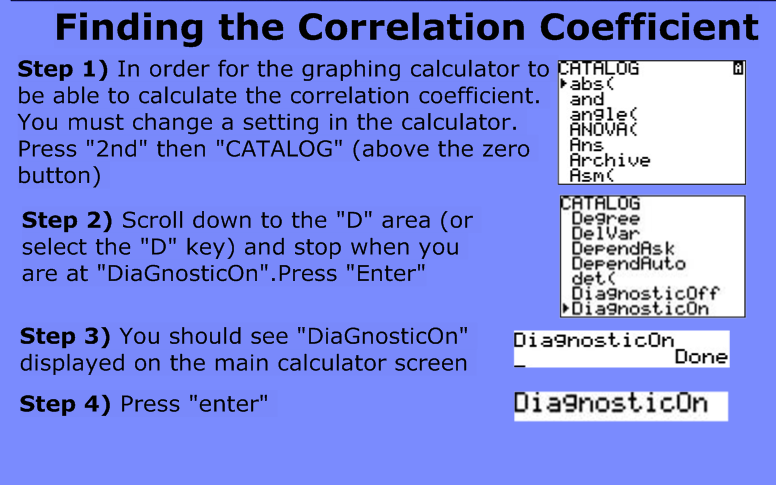 Finding the Correlation Coefficient
Step 1) In order for the graphing calculator to
be able to calculate the correlation coefficient.
You must change a setting in the calculator.
Press "2nd" then "CATALOG" (above the zero
button)
CATALOG A
abs(
and
angle(
ANOVA(
Ans
Archive
Asm(
Step 2) Scroll down to the "D" area (or
select the "D" key) and stop when you
are at "DiaGnosticOn".Press "Enter"
CATALOG
Degree
DelVar
DependAsk
DependAuto
det(
DiagnosticOff
DiagnosticOn
Step 3) You should see "DiaGnosticOn"
displayed on the main calculator screen
DiagnosticOn
Done
Step 4) Press "enter"
DiagnosticOn